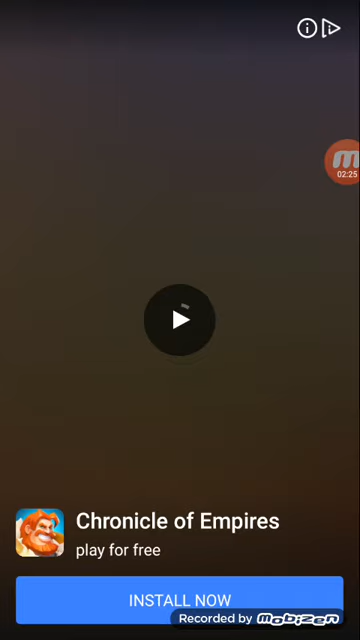 02:25
Chronicle of Empires
play for free
INSTALL NOW
Recorded by mobizen